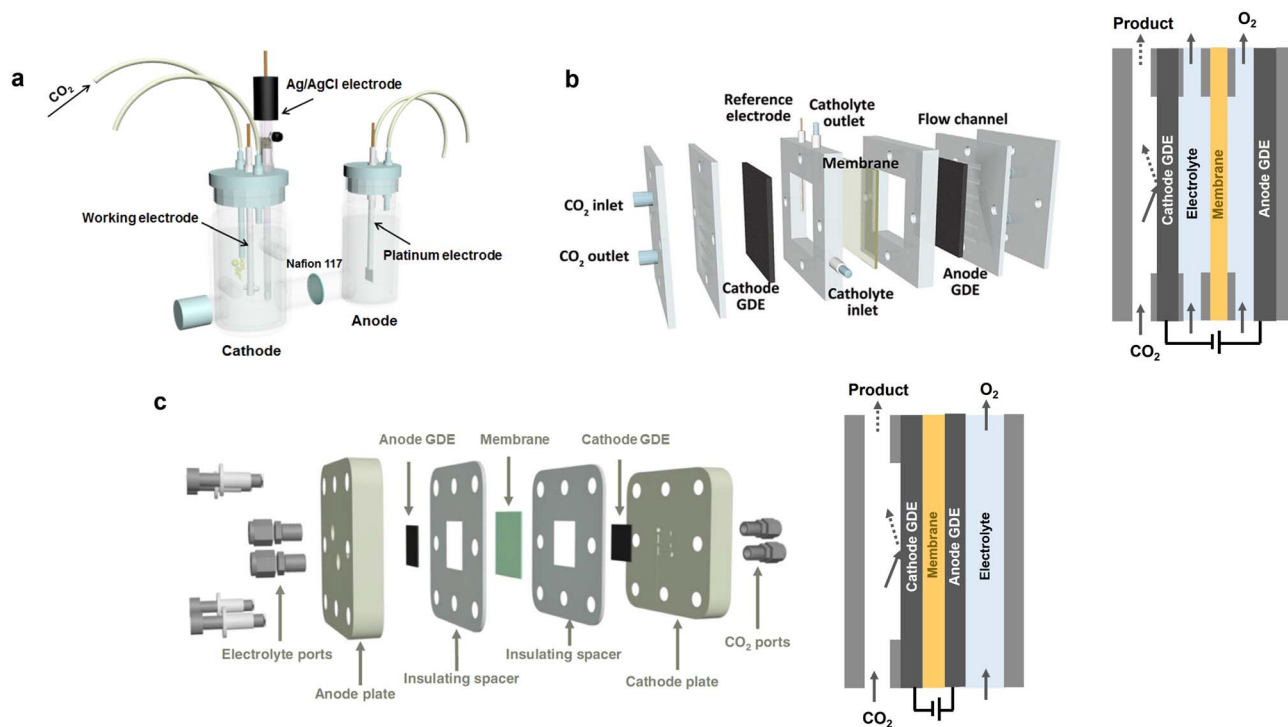 a
CO₂
Ag/AgCl electrode
Working electrode
Platinum electrode
Nafion 117
Cathode
Anode
b
Reference
electrode
Catholyte
outlet
Flow channel
Membrane
CO₂ inlet
CO₂ outlet
Cathode
GDE
Catholyte
inlet
Anode
GDE
Product
O₂
Cathode GDE
Electrolyte
Membrane
Anode GDE
CO₂
c
Anode GDE
Membrane
Cathode GDE
Electrolyte ports
Anode plate
Insulating spacer
Insulating spacer
Cathode plate
CO₂ ports
Product
O₂
Cathode GDE
Membrane
Anode GDE
Electrolyte
CO₂